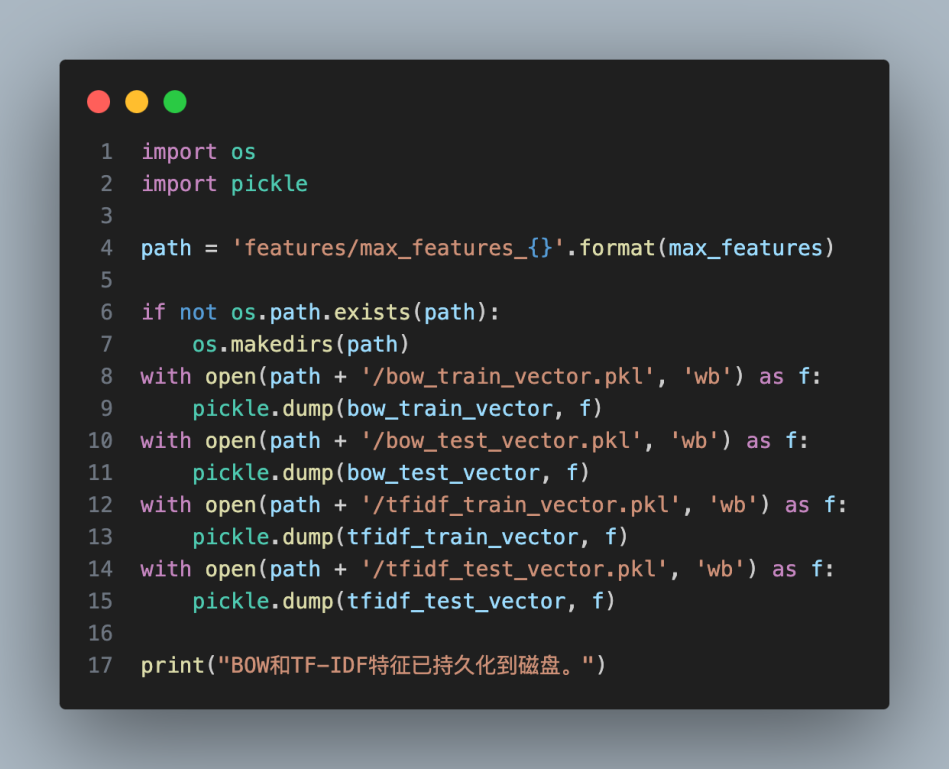 1 import os
2 import pickle
3
4 path = 'features/max_features_{}'.format(max_features)
5
6 if not os.path.exists(path):
7     os.makedirs(path)
8 with open(path + '/bow_train_vector.pkl', 'wb') as f:
9     pickle.dump(bow_train_vector, f)
10 with open(path + '/bow_test_vector.pkl', 'wb') as f:
11     pickle.dump(bow_test_vector, f)
12 with open(path + '/tfidf_train_vector.pkl', 'wb') as f:
13     pickle.dump(tfidf_train_vector, f)
14 with open(path + '/tfidf_test_vector.pkl', 'wb') as f:
15     pickle.dump(tfidf_test_vector, f)
16
17 print("BOW和TF-IDF特征已持久化到磁盘。")